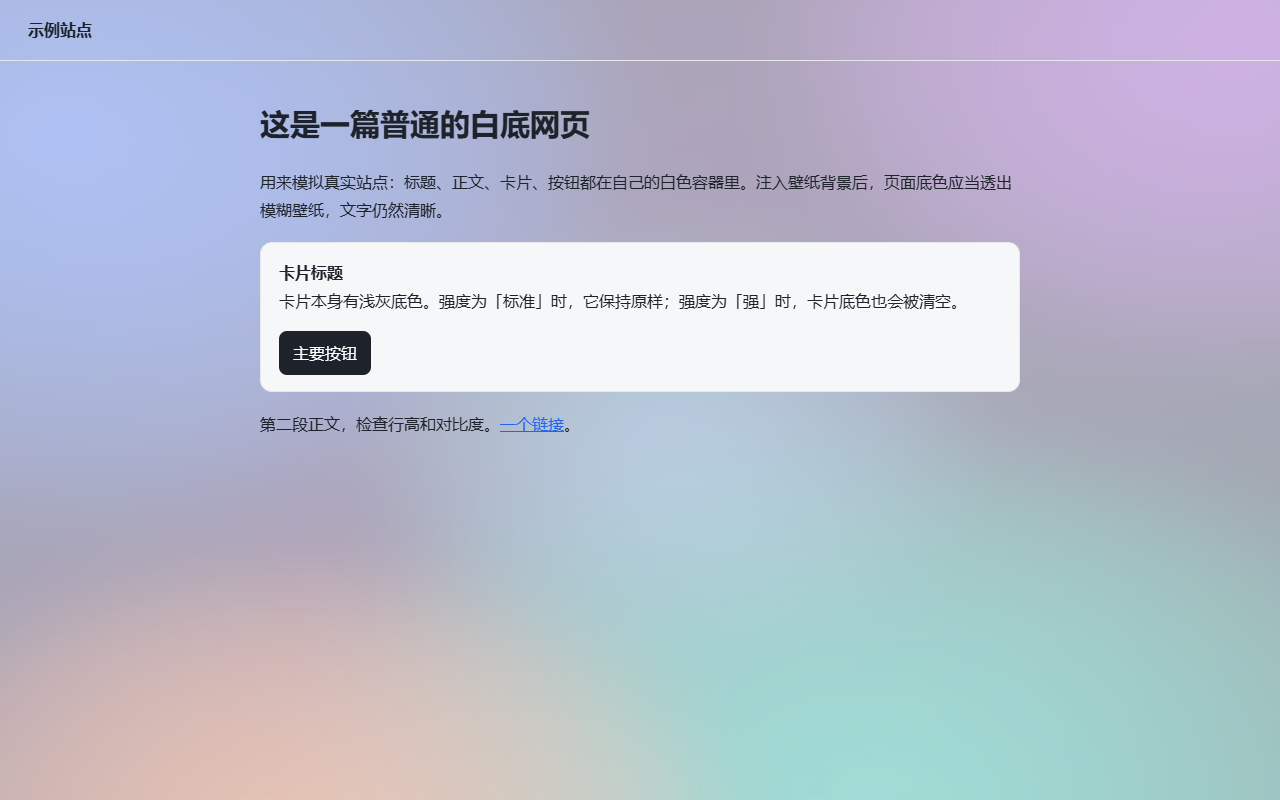 示例站点
这是一篇普通的白底网页
用来模拟真实站点：标题、正文、卡片、按钮都在自己的白色容器里。注入壁纸背景后，页面底色应当透出
模糊壁纸，文字仍然清晰。
卡片标题
卡片本身有浅灰底色。强度为「标准」时，它保持原样；强度为「强」时，卡片底色也会被清空。
主要按钮
第二段正文，检查行高和对比度。一个链接。